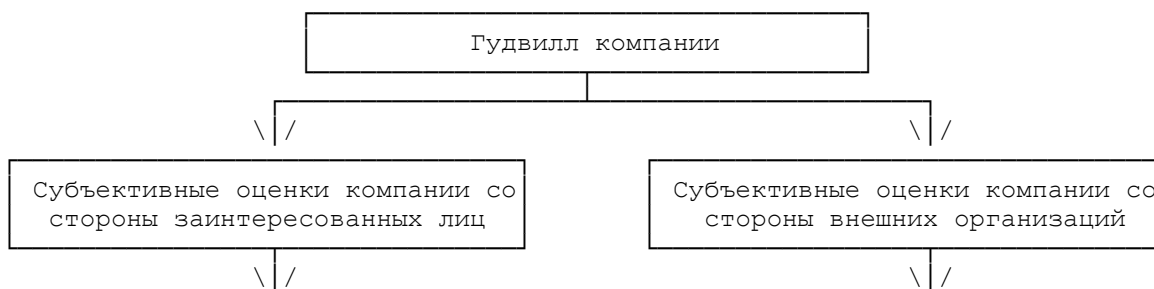 Гудвилл компании
Субъективные оценки компании со
стороны заинтересованных лиц
Субъективные оценки компании со
стороны внешних организаций